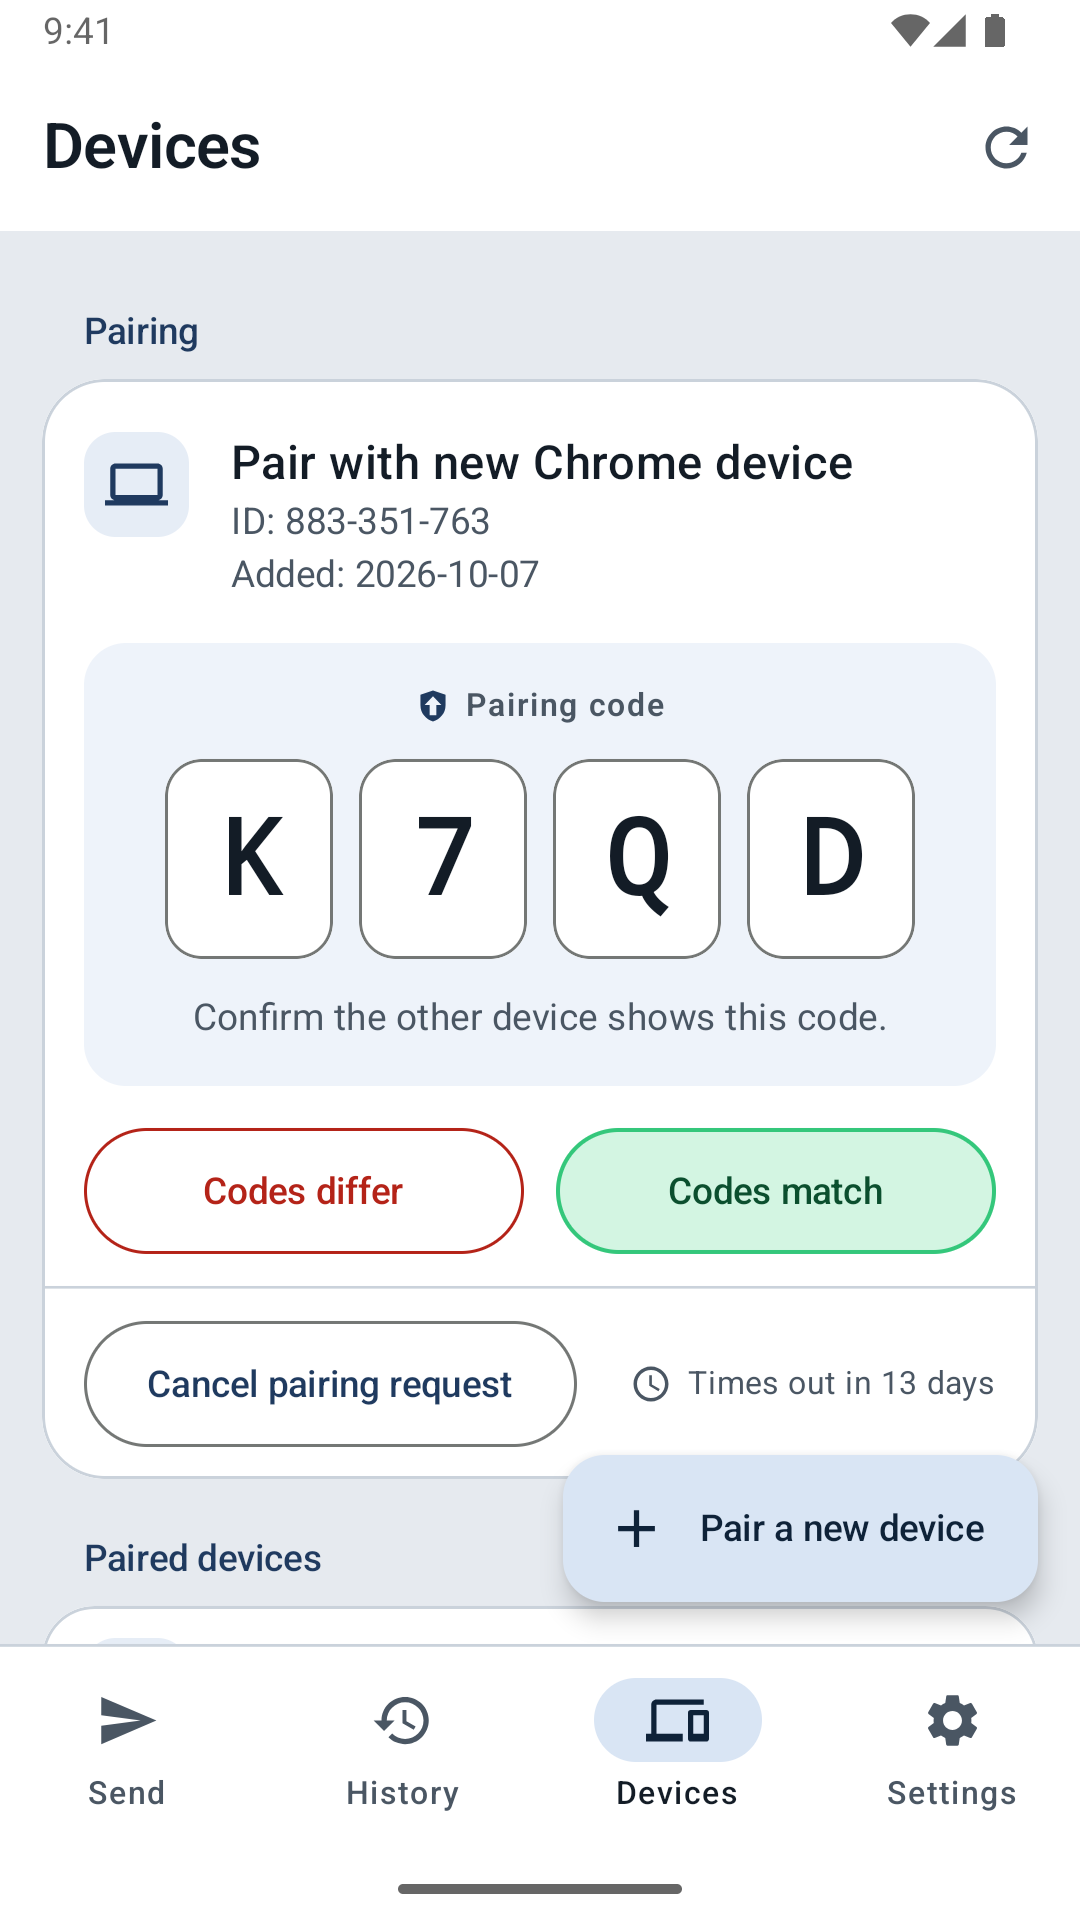 9:41
Devices
Pairing
Pair with new Chrome device
ID: 883-351-763
Added: 2026-10-07
Pairing code
K 7 Q D
Confirm the other device shows this code.
Codes differ
Codes match
Cancel pairing request
Times out in 13 days
Pair a new device
Paired devices
Send
History
Devices
Settings